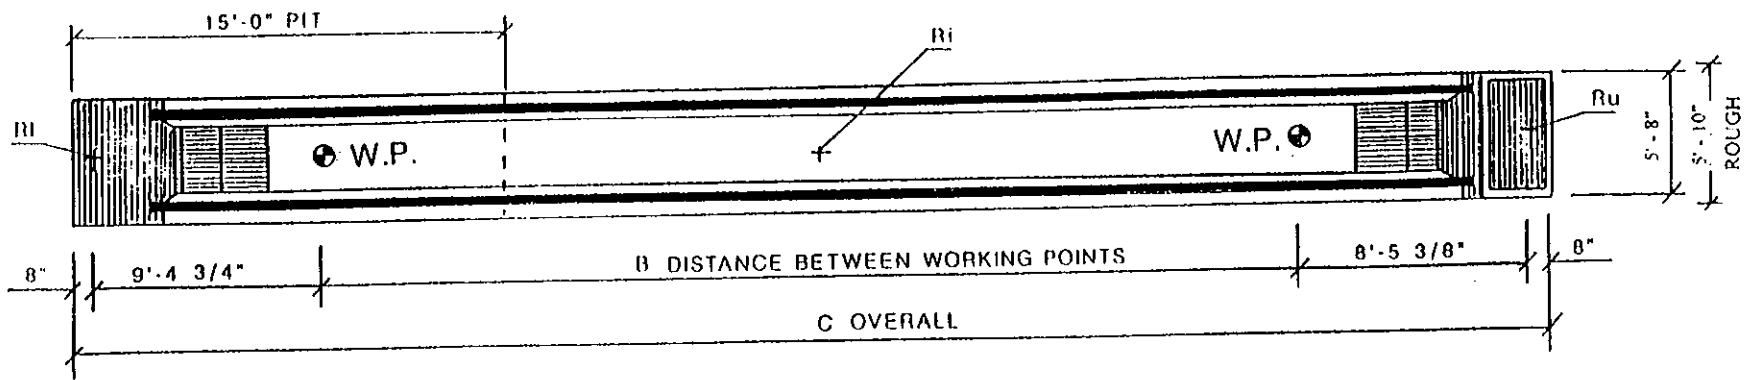 15'-0" PIT
Ri
Rl
W.P.
W.P.
Ru
5'-8"
5'-10"
ROUGH
8"
9'-4 3/4"
B DISTANCE BETWEEN WORKING POINTS
8'-5 3/8"
8"
C OVERALL